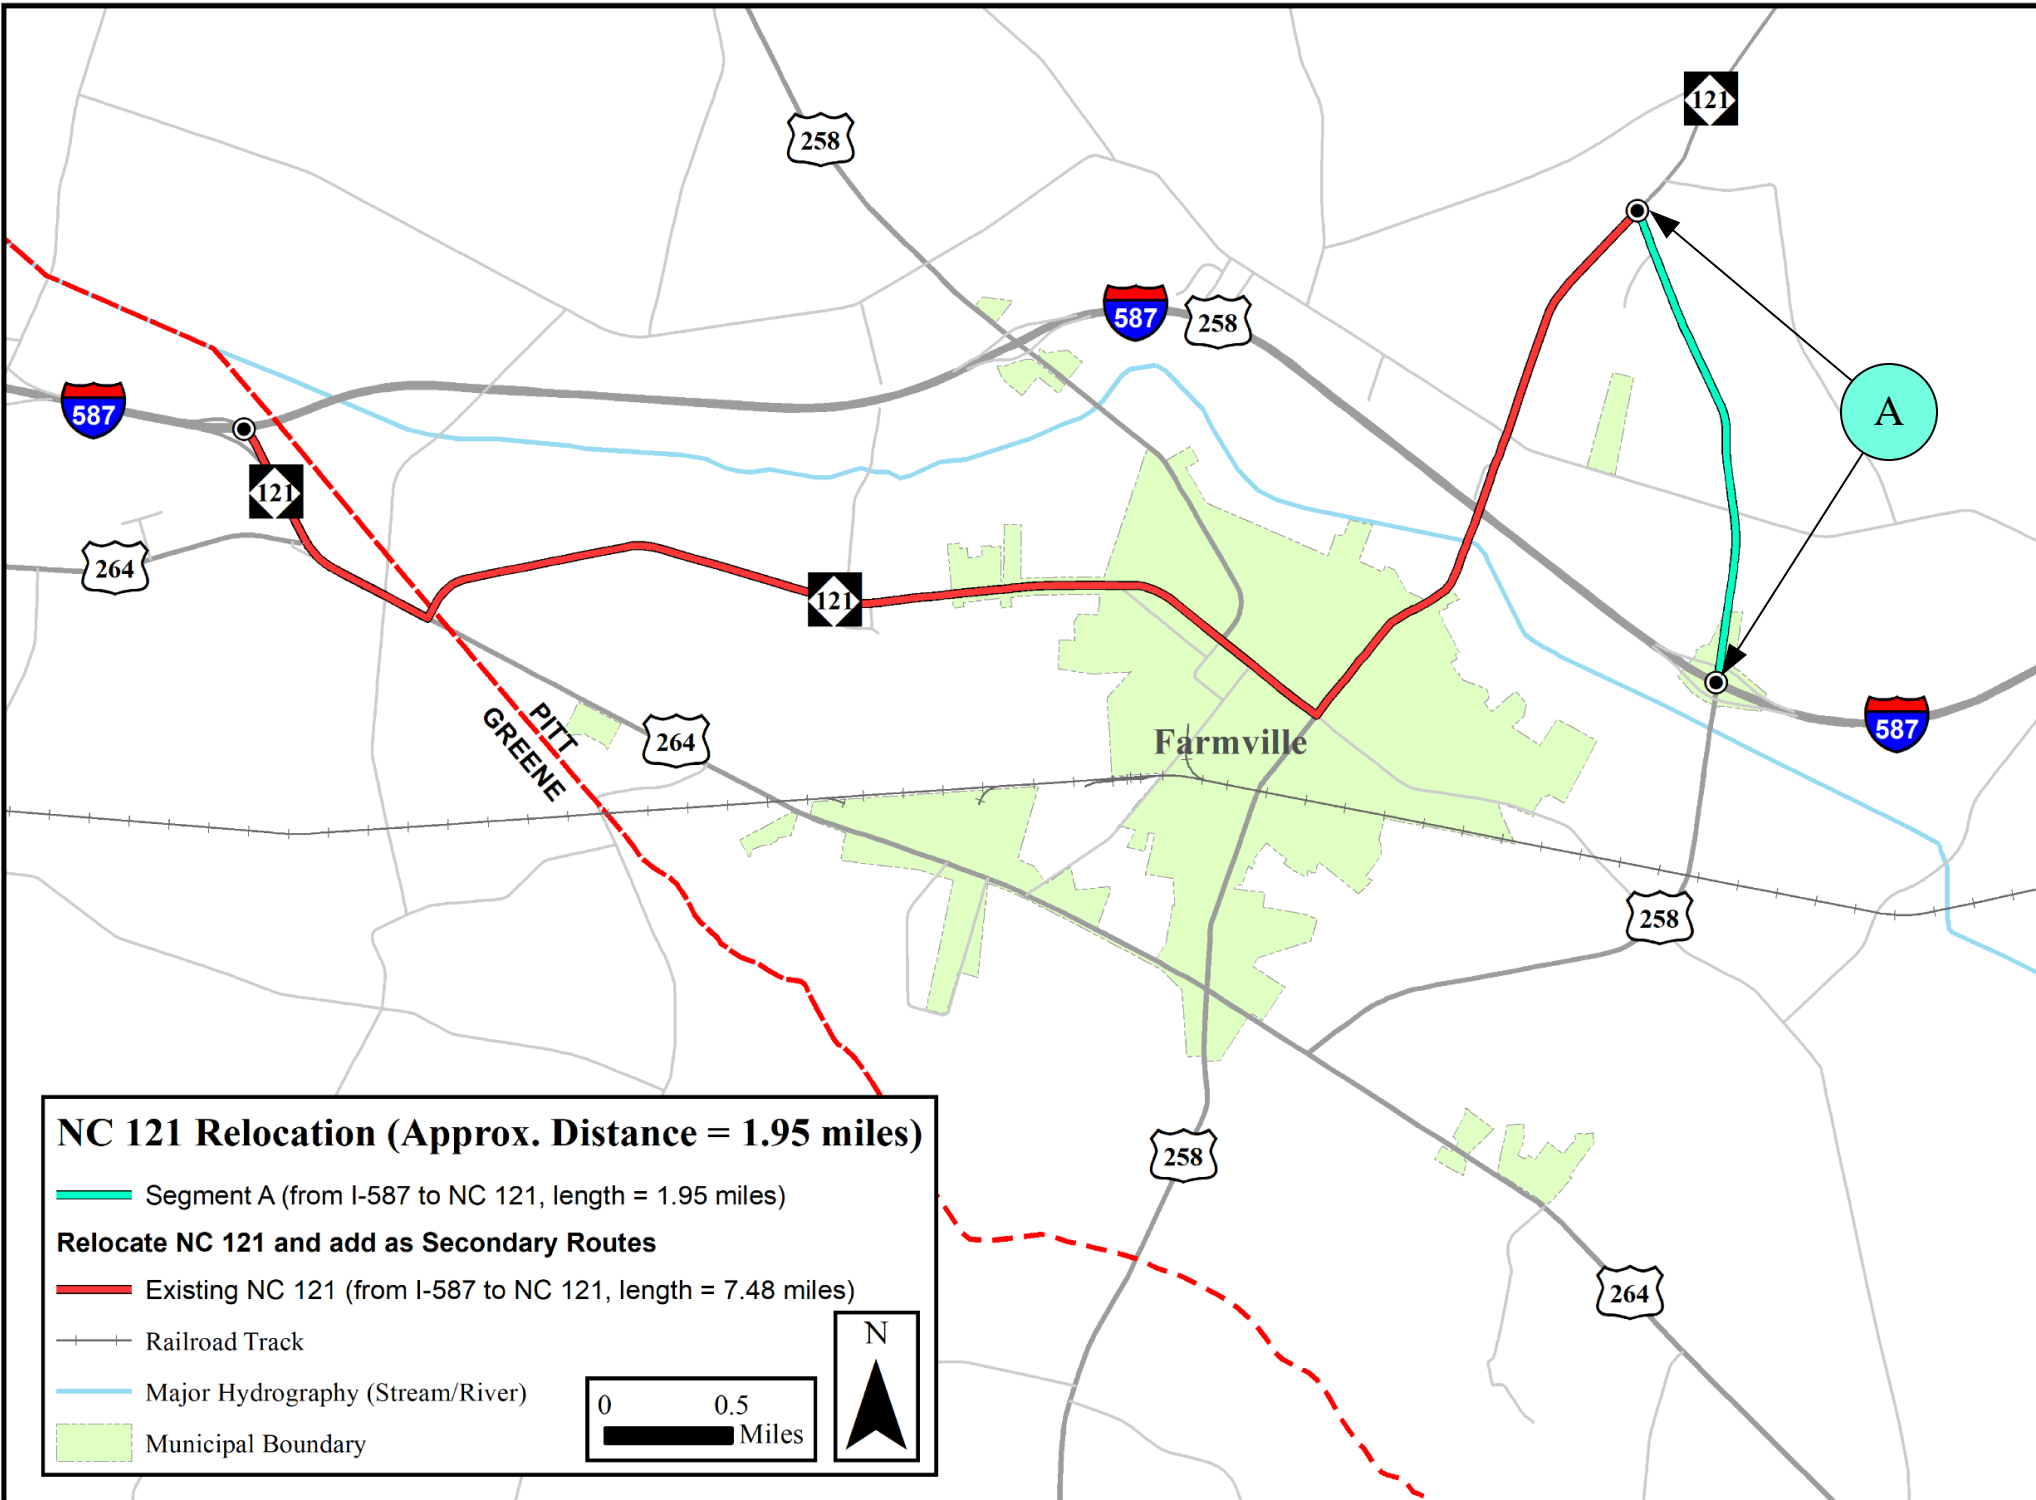 121
258
587
258
587
A
121
264
121
PITT
GREENE
264
Farmville
587
258
258
264
NC 121 Relocation (Approx. Distance = 1.95 miles)
Segment A (from I-587 to NC 121, length = 1.95 miles)
Relocate NC 121 and add as Secondary Routes
Existing NC 121 (from I-587 to NC 121, length = 7.48 miles)
Railroad Track
Major Hydrography (Stream/River)
Municipal Boundary
0 0.5
Miles
N